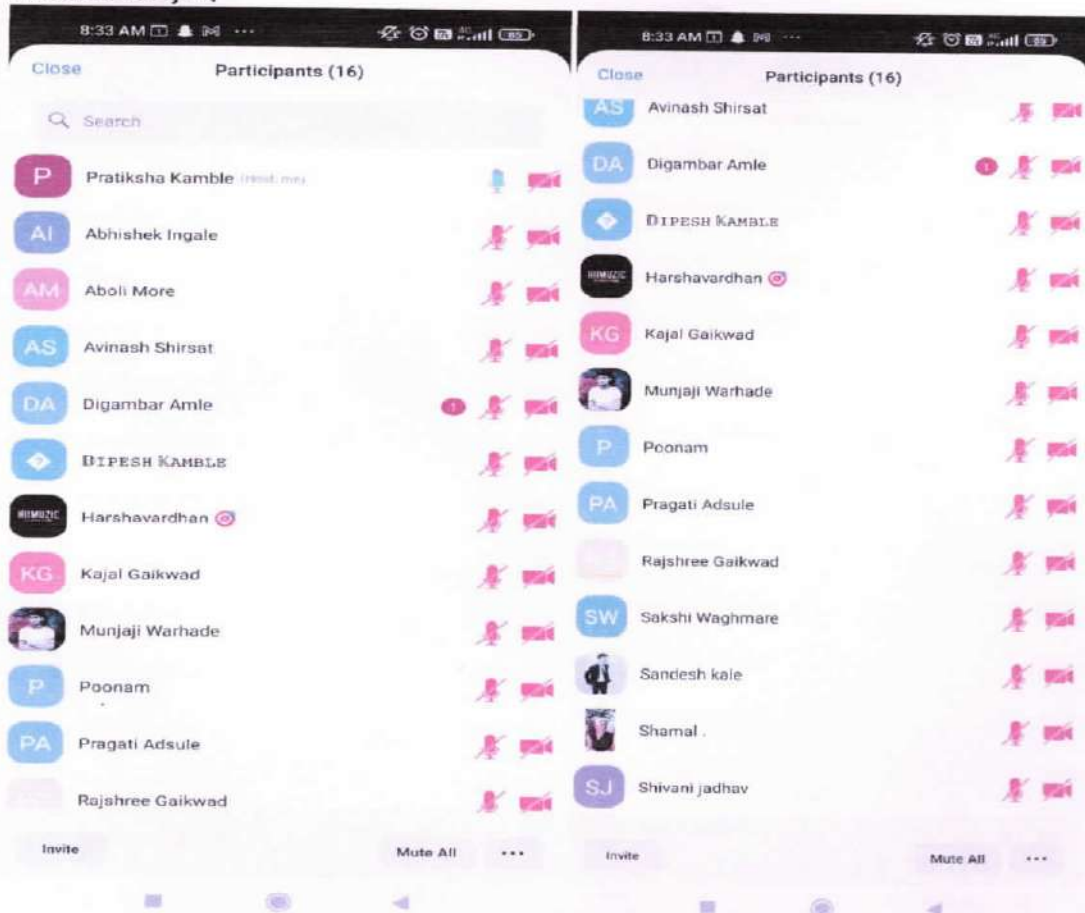 8:33 AM
85
Close
Participants (16)
Search
P
Pratiksha Kamble (Host, me)
AI
Abhishek Ingale
AM
Aboli More
AS
Avinash Shirsat
DA
Digambar Amle
DIPESH KAMBLE
Harshavardhan
KG
Kajal Gaikwad
Munjaji Warhade
P
Poonam
PA
Pragati Adsule
Rajshree Gaikwad
Invite
Mute All
...
8:33 AM
85
Close
Participants (16)
AS
Avinash Shirsat
DA
Digambar Amle
DIPESH KAMBLE
Harshavardhan
KG
Kajal Gaikwad
Munjaji Warhade
P
Poonam
PA
Pragati Adsule
Rajshree Gaikwad
SW
Sakshi Waghmare
Sandesh kale
Shamal .
SJ
Shivani jadhav
Invite
Mute All
...